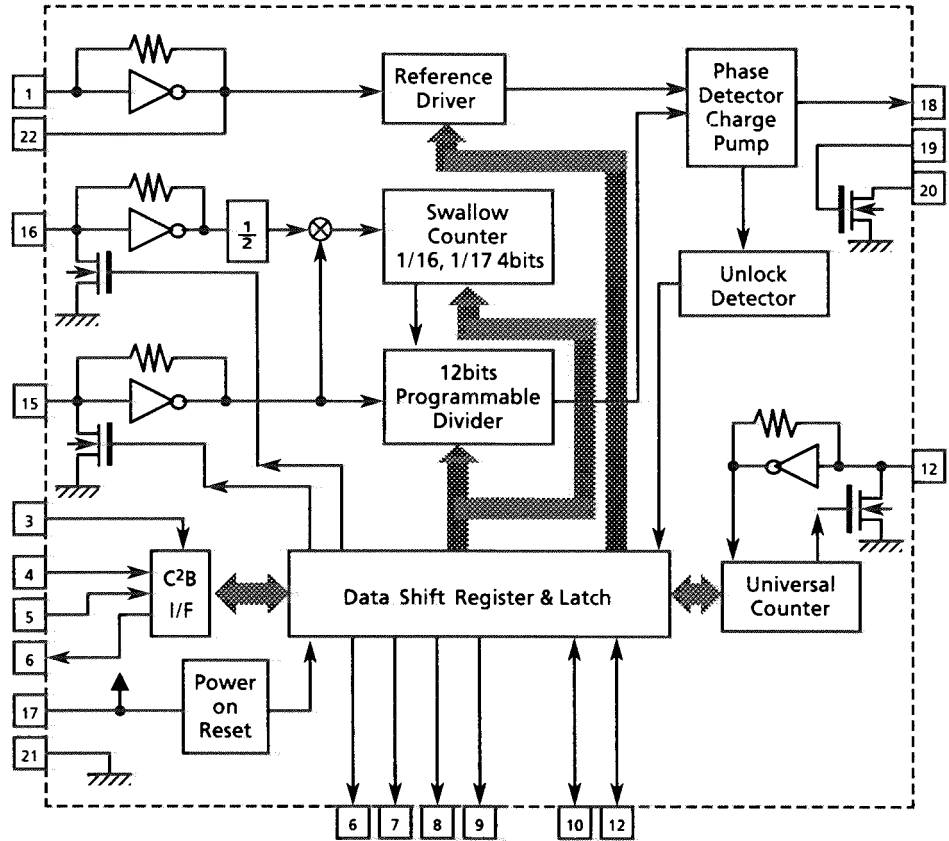 1
22
16
15
3
4
5
6
17
21
Reference
Driver
Phase
Detector
Charge
Pump
18
19
20
1/2
Swallow
Counter
1/16, 1/17 4bits
Unlock
Detector
12bits
Programmable
Divider
12
C²B
I/F
Data Shift Register & Latch
Universal
Counter
Power
on
Reset
6
7
8
9
10
12